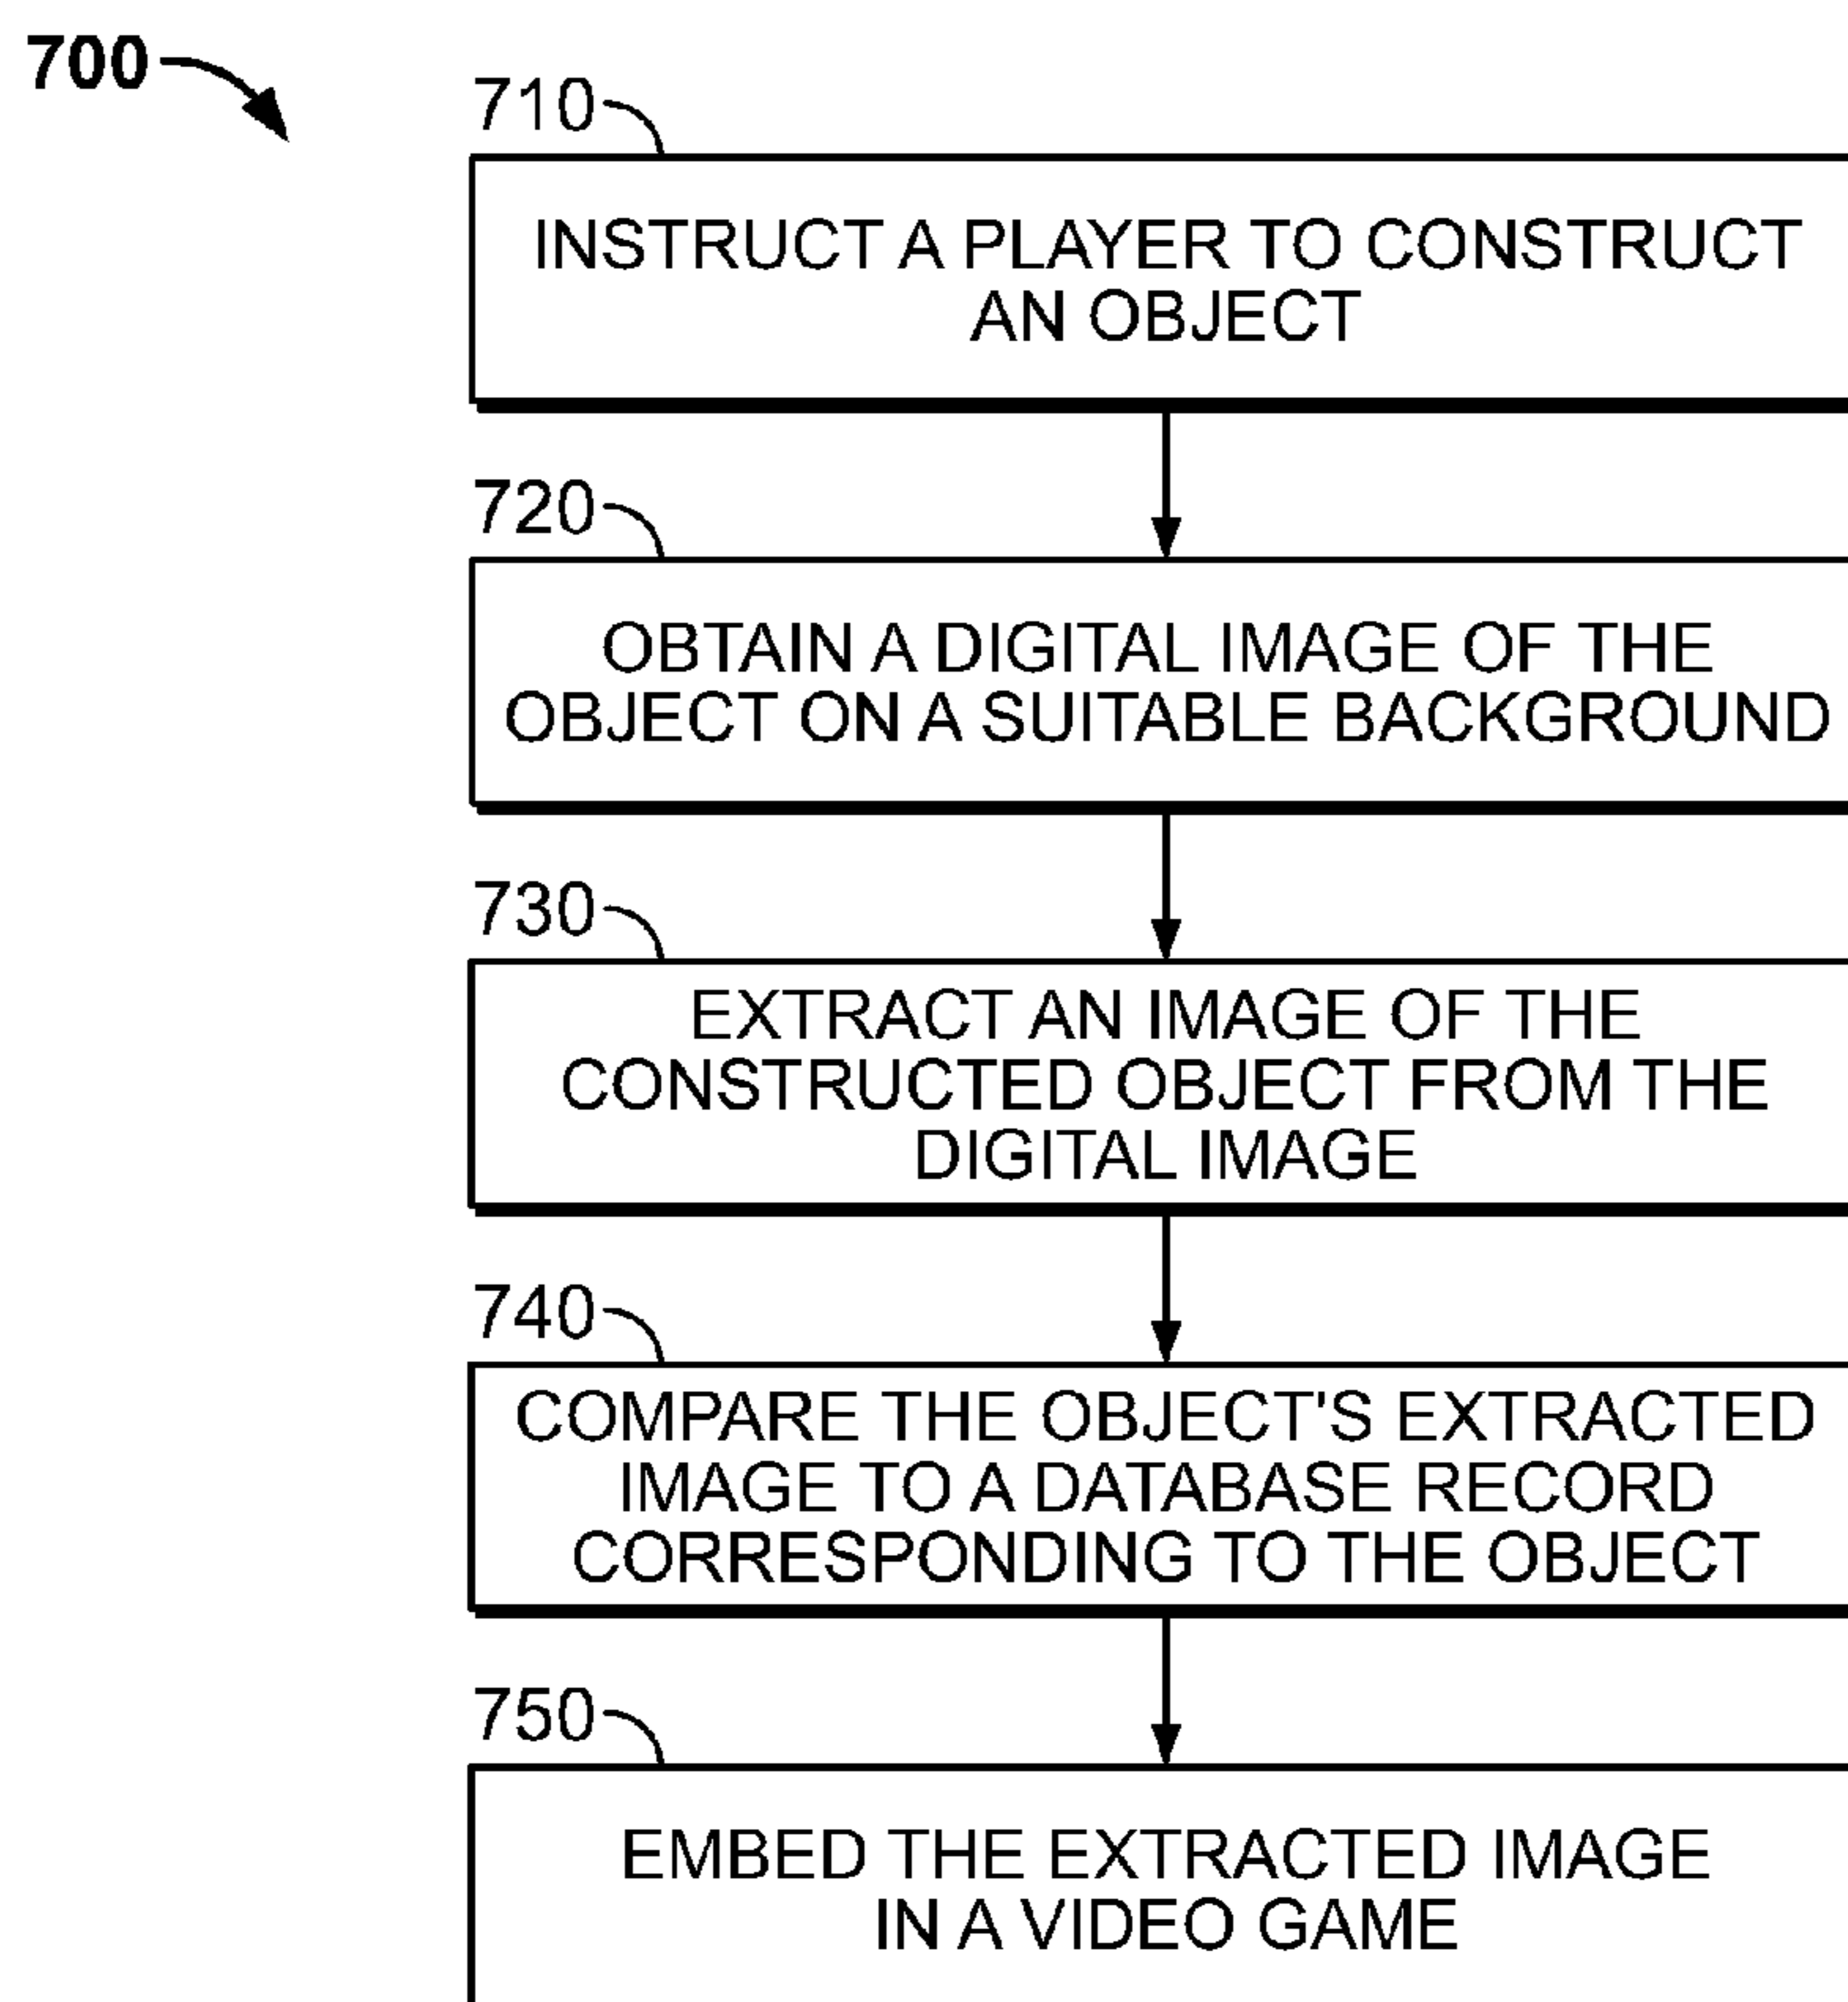 700
710
INSTRUCT A PLAYER TO CONSTRUCT
AN OBJECT
720
OBTAIN A DIGITAL IMAGE OF THE
OBJECT ON A SUITABLE BACKGROUND
730
EXTRACT AN IMAGE OF THE
CONSTRUCTED OBJECT FROM THE
DIGITAL IMAGE
740
COMPARE THE OBJECT'S EXTRACTED
IMAGE TO A DATABASE RECORD
CORRESPONDING TO THE OBJECT
750
EMBED THE EXTRACTED IMAGE
IN A VIDEO GAME